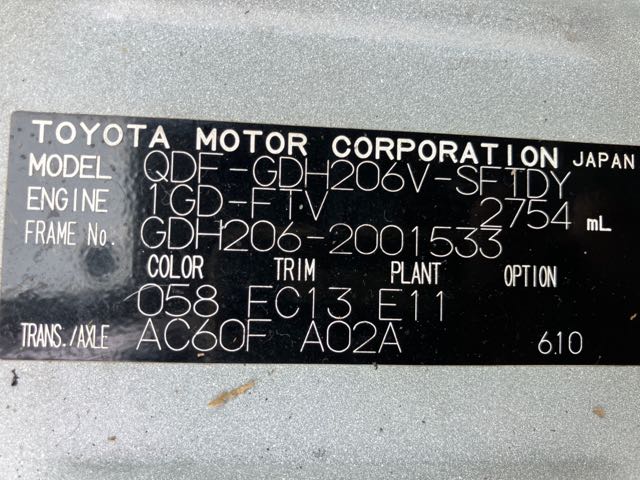 TOYOTA MOTOR CORPORATION JAPAN
MODEL QDF-GDH206V-SFTDY
ENGINE 1GD-FTV 2754 mL
FRAME No. GDH206-2001533
COLOR TRIM PLANT OPTION
058 FC13 E11
TRANS./AXLE AC60F A02A 610